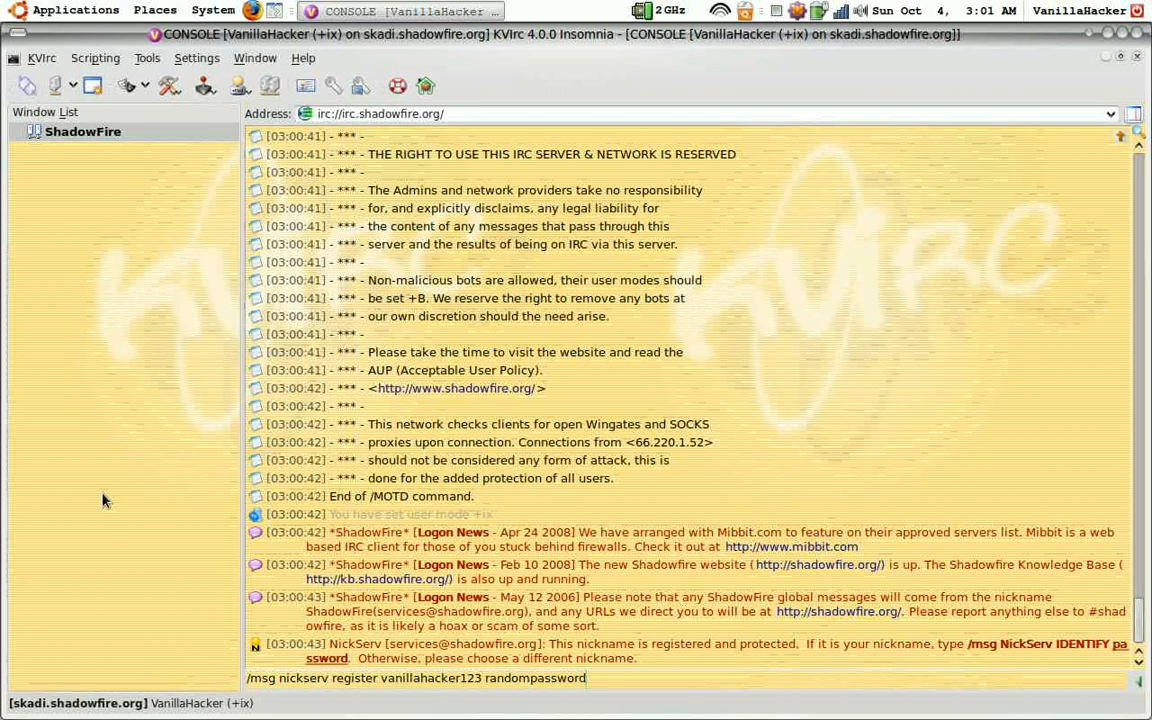 Applications Places System CONSOLE [VanillaHacker ... 2 GHz Sun Oct 4, 3:01 AM VanillaHacker
CONSOLE [VanillaHacker (+ix) on skadi.shadowfire.org] KVIrc 4.0.0 Insomnia - [CONSOLE [VanillaHacker (+ix) on skadi.shadowfire.org]]
KVIrc Scripting Tools Settings Window Help
Window List
ShadowFire
Address: irc://irc.shadowfire.org/
[03:00:41] - *** -
[03:00:41] - *** - THE RIGHT TO USE THIS IRC SERVER & NETWORK IS RESERVED
[03:00:41] - *** -
[03:00:41] - *** - The Admins and network providers take no responsibility
[03:00:41] - *** - for, and explicitly disclaims, any legal liability for
[03:00:41] - *** - the content of any messages that pass through this
[03:00:41] - *** - server and the results of being on IRC via this server.
[03:00:41] - *** -
[03:00:41] - *** - Non-malicious bots are allowed, their user modes should
[03:00:41] - *** - be set +B. We reserve the right to remove any bots at
[03:00:41] - *** - our own discretion should the need arise.
[03:00:41] - *** -
[03:00:41] - *** - Please take the time to visit the website and read the
[03:00:41] - *** - AUP (Acceptable User Policy).
[03:00:42] - *** - <http://www.shadowfire.org/>
[03:00:42] - *** -
[03:00:42] - *** - This network checks clients for open Wingates and SOCKS
[03:00:42] - *** - proxies upon connection. Connections from <66.220.1.52>
[03:00:42] - *** - should not be considered any form of attack, this is
[03:00:42] - *** - done for the added protection of all users.
[03:00:42] End of /MOTD command.
[03:00:42] You have set user mode +ix
[03:00:42] *ShadowFire* [Logon News - Apr 24 2008] We have arranged with Mibbit.com to feature on their approved servers list. Mibbit is a web
based IRC client for those of you stuck behind firewalls. Check it out at http://www.mibbit.com
[03:00:42] *ShadowFire* [Logon News - Feb 10 2008] The new Shadowfire website ( http://shadowfire.org/) is up. The Shadowfire Knowledge Base (
http://kb.shadowfire.org/) is also up and running.
[03:00:43] *ShadowFire* [Logon News - May 12 2006] Please note that any ShadowFire global messages will come from the nickname
ShadowFire(services@shadowfire.org), and any URLs we direct you to will be at http://shadowfire.org/. Please report anything else to #shad
owfire, as it is likely a hoax or scam of some sort.
[03:00:43] NickServ [services@shadowfire.org]: This nickname is registered and protected. If it is your nickname, type /msg NickServ IDENTIFY pa
ssword. Otherwise, please choose a different nickname.
/msg nickserv register vanillahacker123 randompassword
[skadi.shadowfire.org] VanillaHacker (+ix)